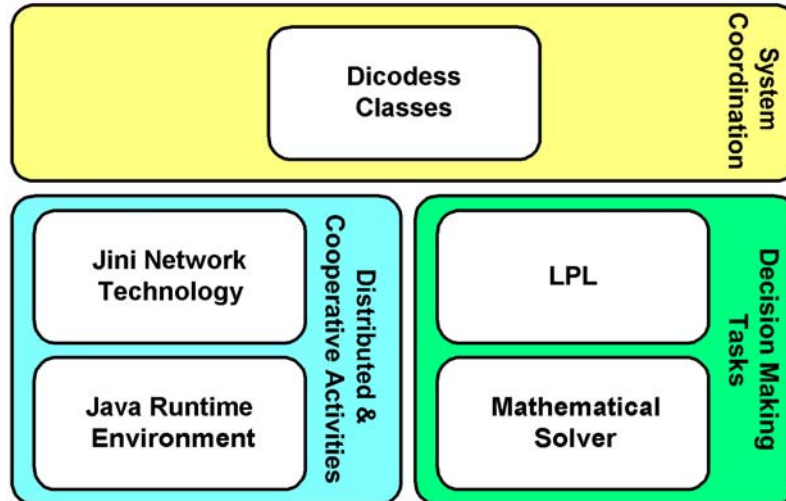 Dicodess
Classes
System
Coordination
Jini Network
Technology
Java Runtime
Environment
Distributed &
Cooperative Activities
LPL
Mathematical
Solver
Decision Making
Tasks